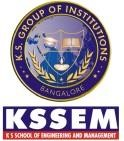 K.S. GROUP OF INSTITUTIONS
BANGALORE
KSSEM
K S SCHOOL OF ENGINEERING AND MANAGEMENT